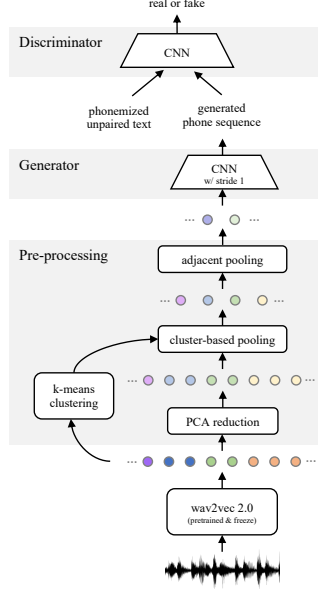 real or fake
Discriminator
CNN
phonemized
unpaired text
generated
phone sequence
Generator
CNN
w/ stride 1
... ...
Pre-processing
adjacent pooling
... ...
cluster-based pooling
... ...
k-means
clustering
PCA reduction
... ...
wav2vec 2.0
(pretrained & freeze)